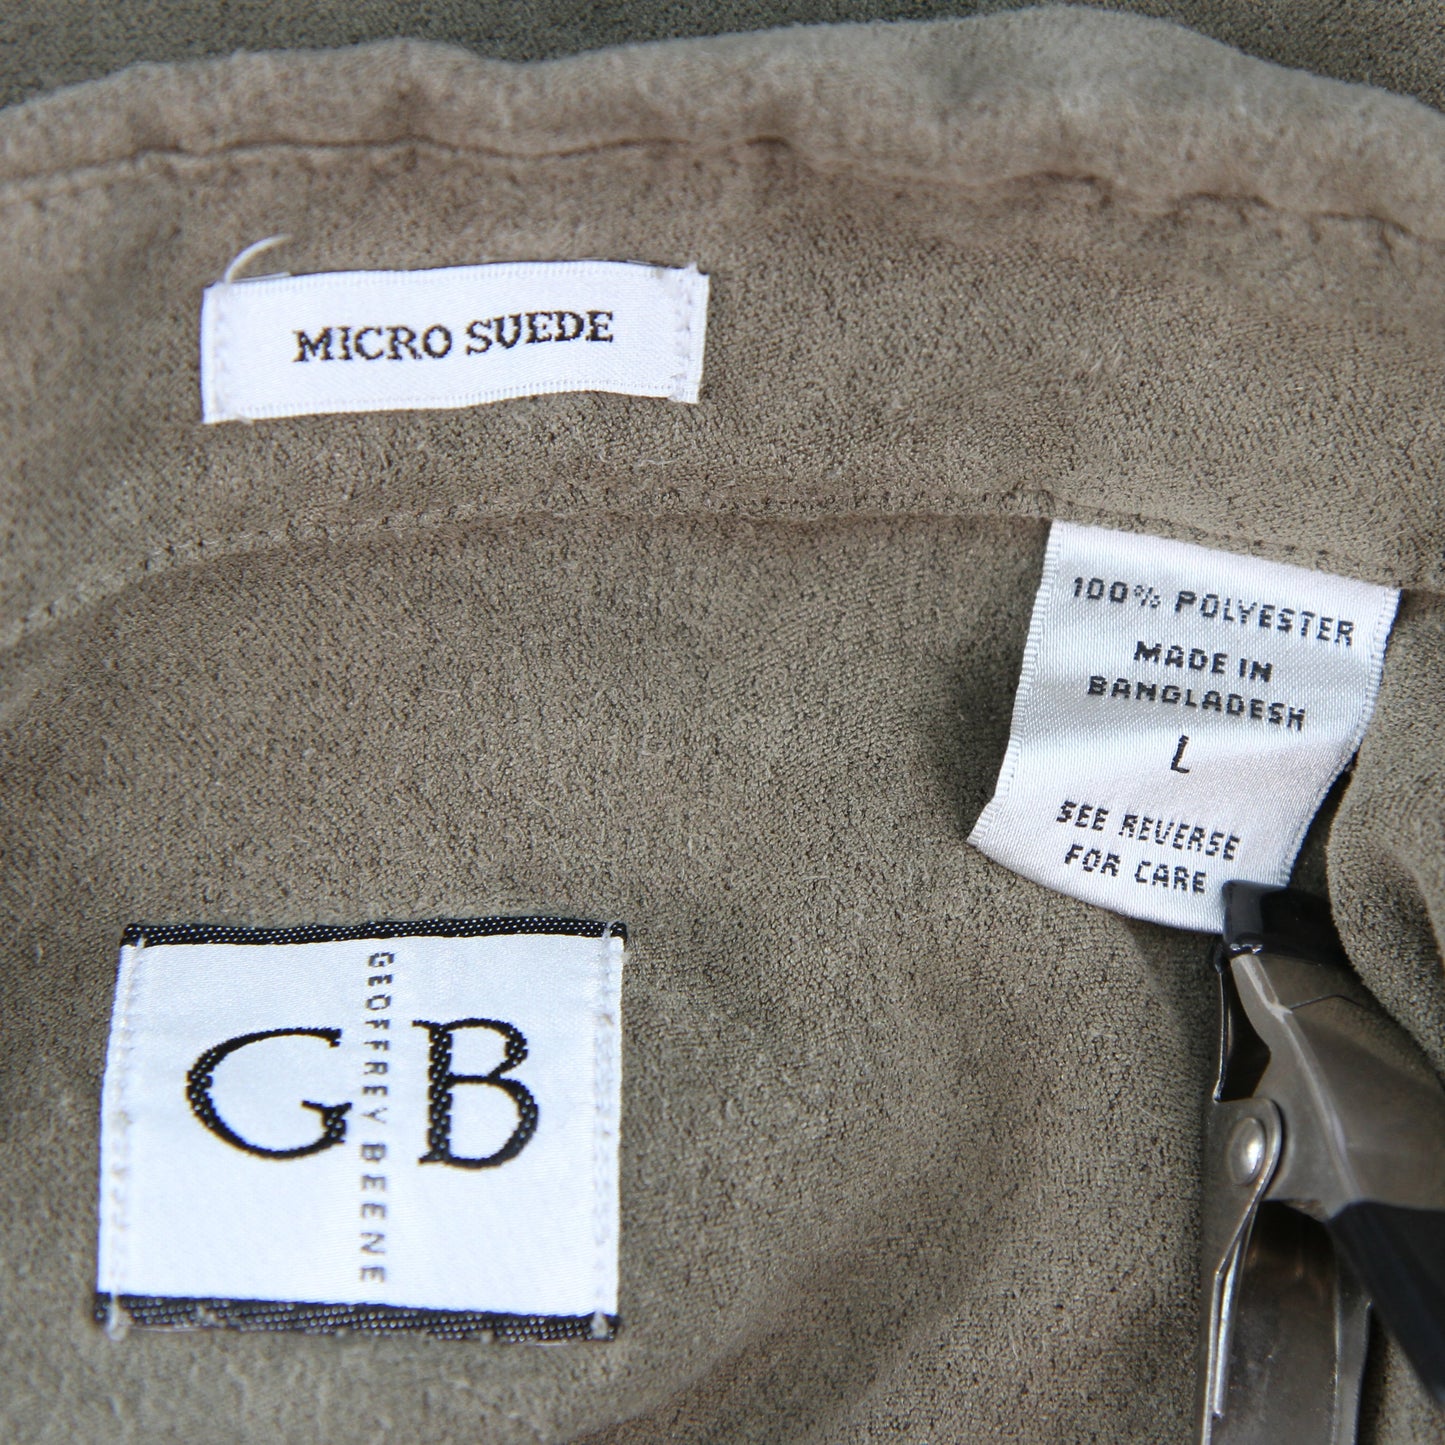 MICRO SUEDE
100% POLYESTER
MADE IN
BANGLADESH
L
SEE REVERSE
FOR CARE
GB
GEOFFREY BEENE